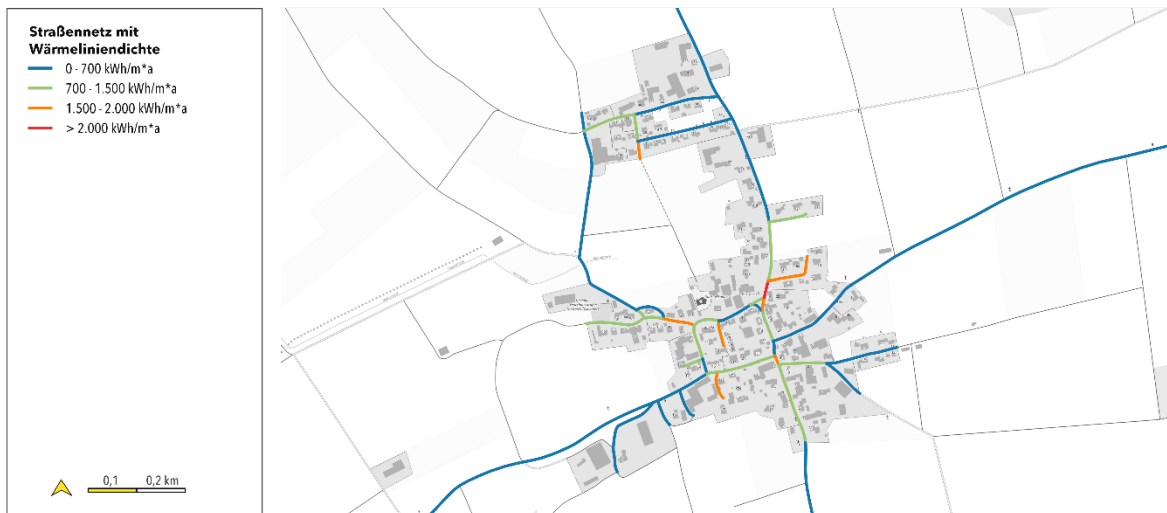 Straßennetz mit
Wärmeliniendichte
0 - 700 kWh/m*a
700 - 1.500 kWh/m*a
1.500 - 2.000 kWh/m*a
> 2.000 kWh/m*a
0,1 0,2 km